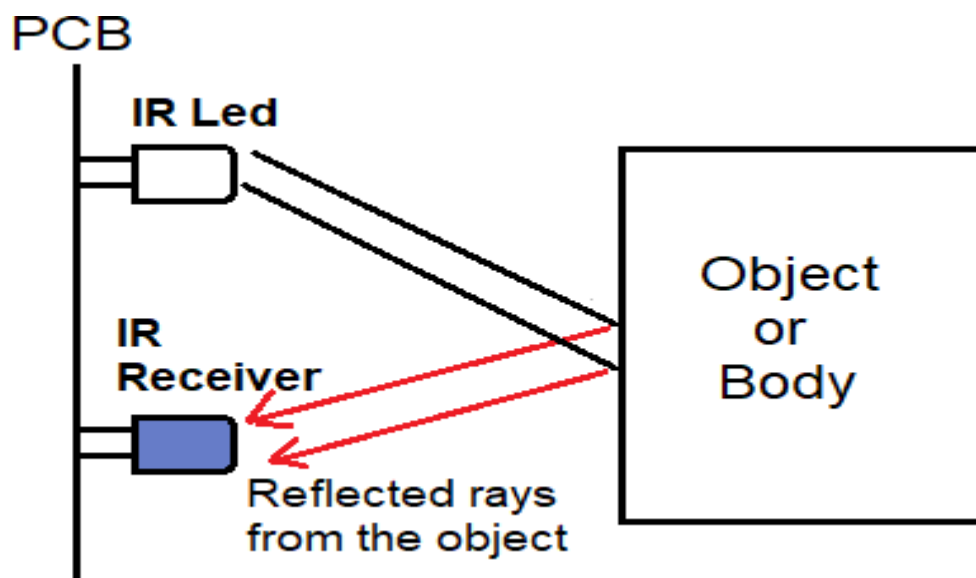 PCB
IR Led
IR
Receiver
Object
or
Body
Reflected rays
from the object